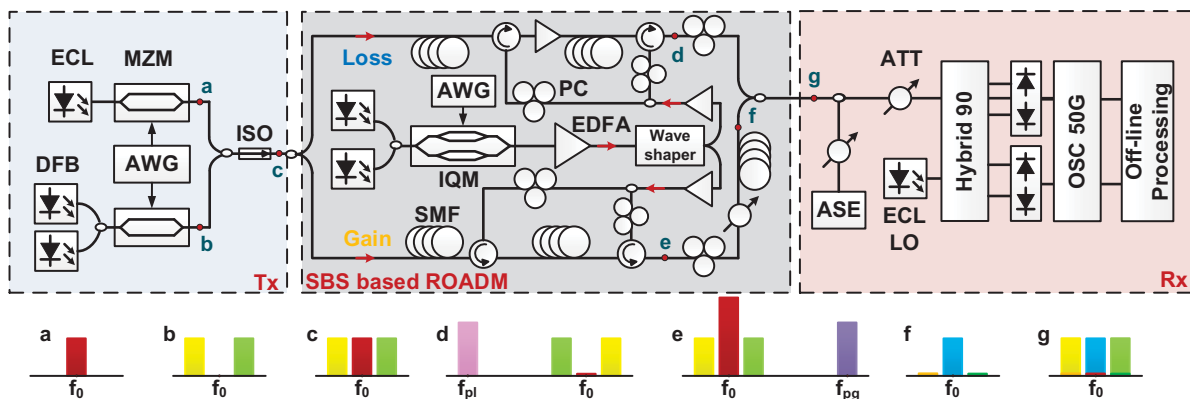 ECL
MZM
a
AWG
ISO
c
DFB
b
Tx
Loss
d
PC
AWG
EDFA
Wave
shaper
f
IQM
SMF
Gain
e
SBS based ROADM
g
ATT
ASE
ECL
LO
Hybrid 90
OSC 50G
Off-line
Processing
Rx
a
f0
b
f0
c
f0
d
fpl
f0
e
f0
fpg
f
f0
g
f0